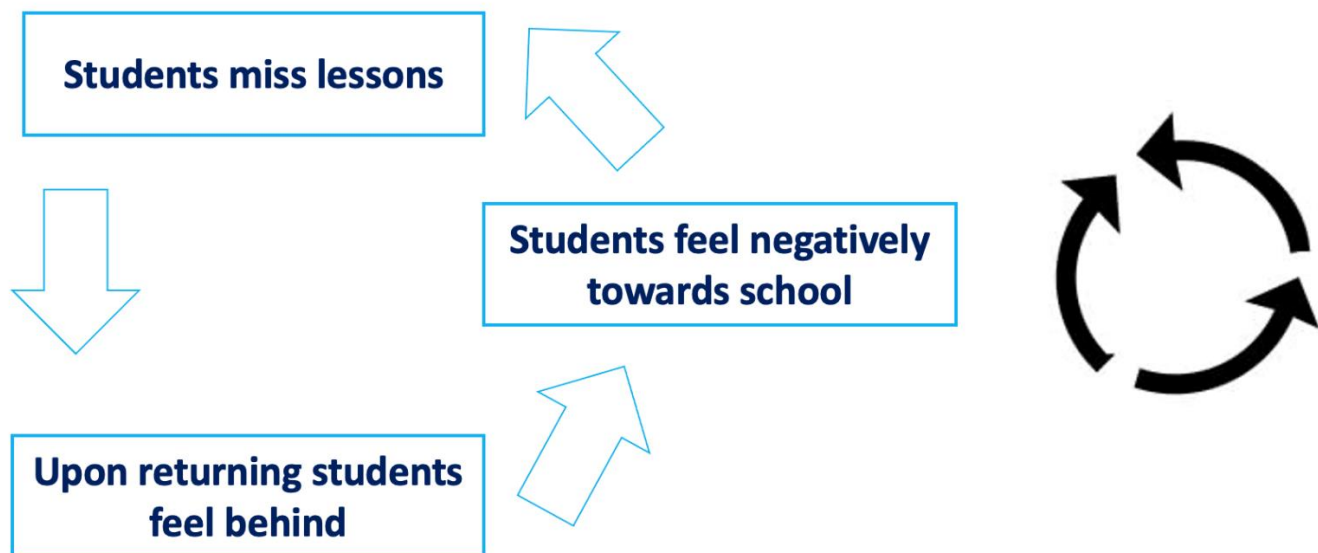 Students miss lessons
Students feel negatively
towards school
Upon returning students
feel behind